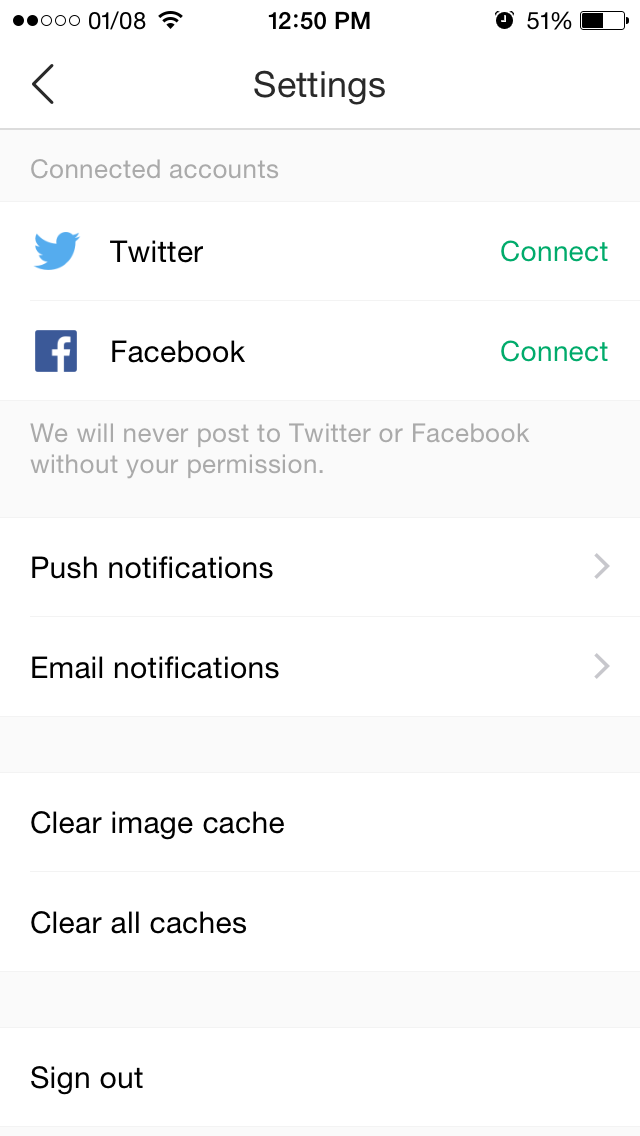 01/08 12:50 PM 51%
Settings
Connected accounts
Twitter Connect
Facebook Connect
We will never post to Twitter or Facebook
without your permission.
Push notifications
Email notifications
Clear image cache
Clear all caches
Sign out